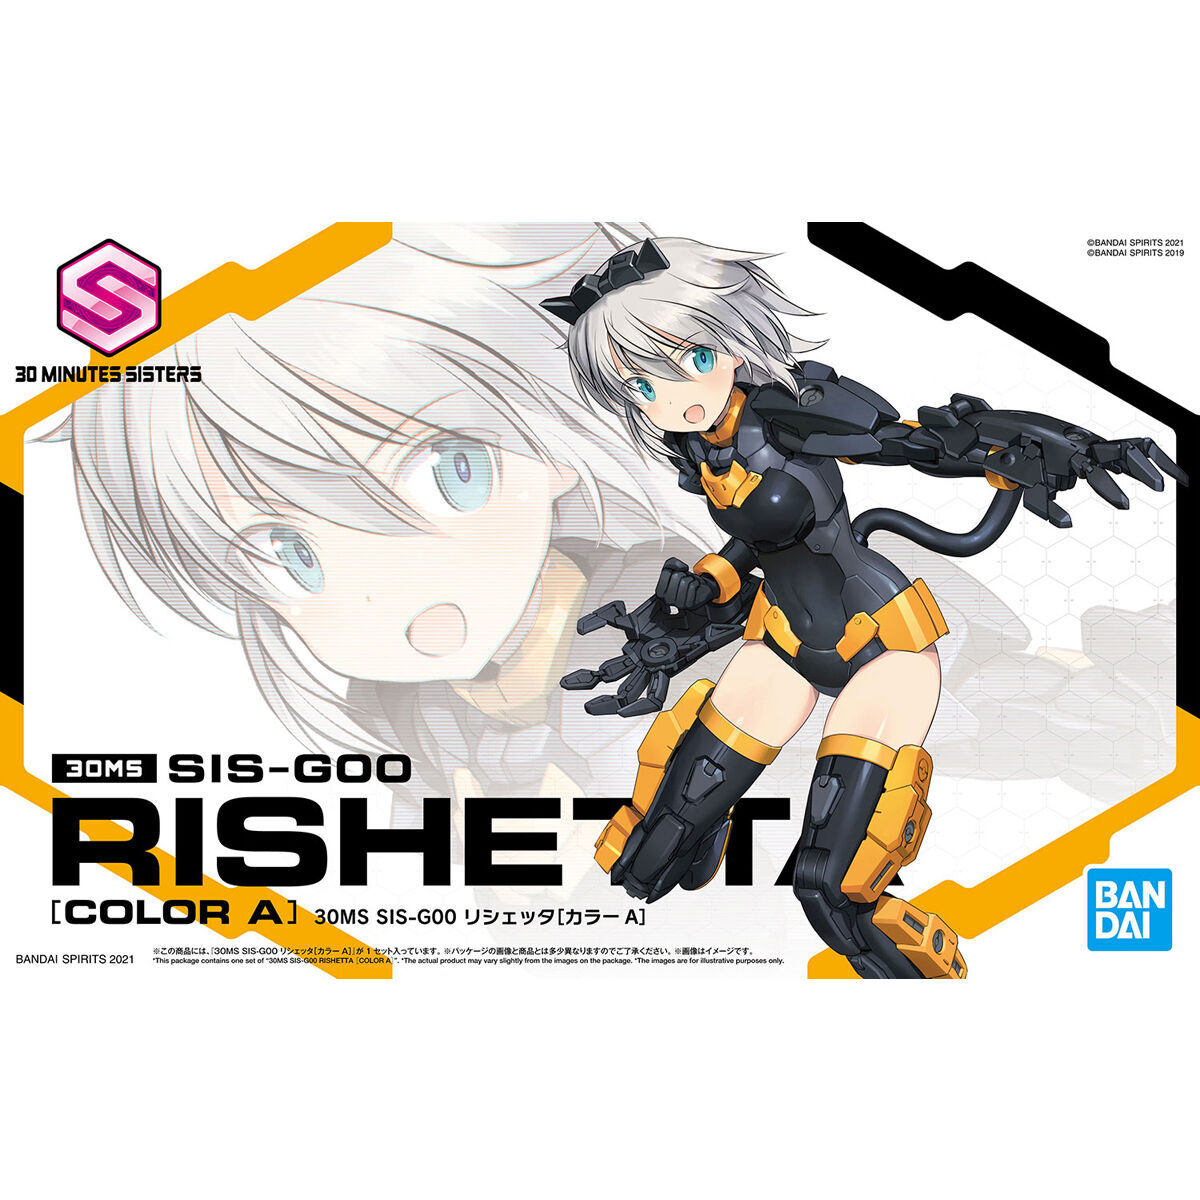 ©BANDAI SPIRITS 2021
©BANDAI SPIRITS 2019
S
30 MINUTES SISTERS
30MS SIS-G00
RISHETTA
[COLOR A] 30MS SIS-G00 リシェッタ[カラー A]
BAN
DAI
BANDAI SPIRITS 2021
※この商品には、「30MS SIS-G00 リシェッタ[カラー A]」が 1 セット入っています。※パッケージの画像と商品とは多少異なりますのでご了承ください。※画像はイメージです。
*This package contains one set of "30MS SIS-G00 RISHETTA [COLOR A]". *The actual product may vary slightly from the images on the package. *The images are for illustrative purposes only.